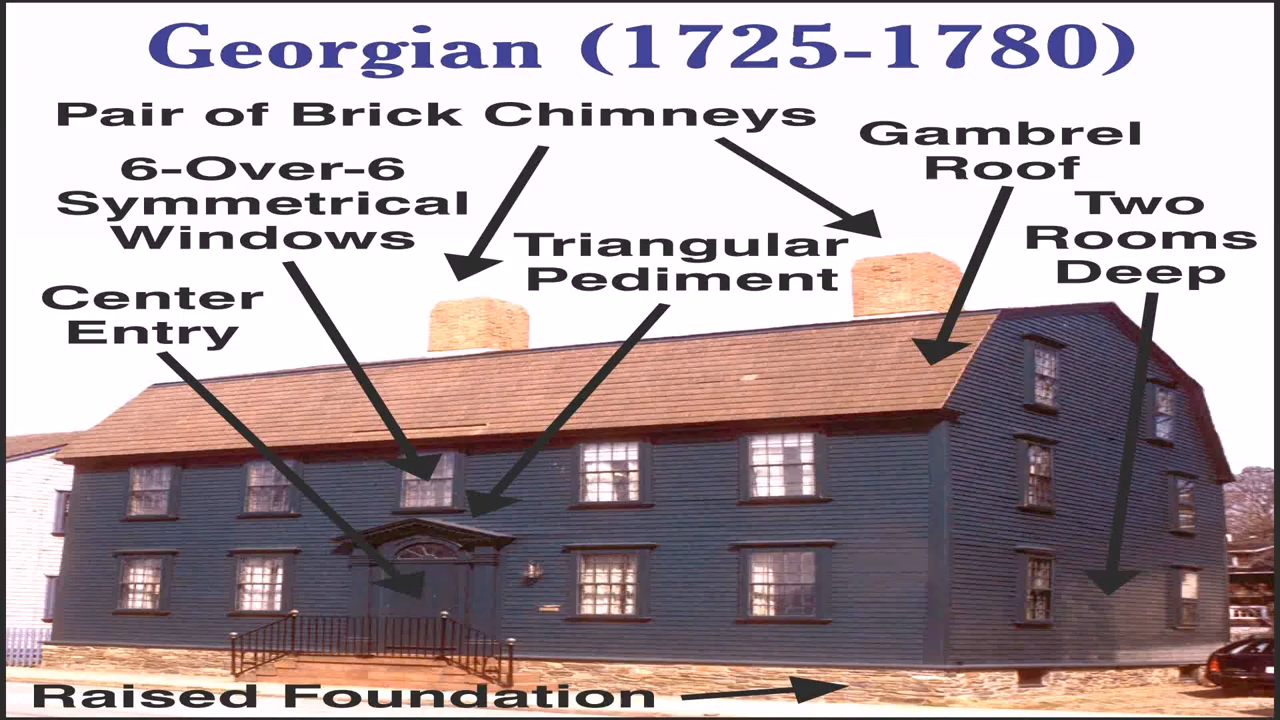 Georgian (1725-1780)
Pair of Brick Chimneys
Gambrel
Roof
6-Over-6
Symmetrical
Windows
Two
Rooms
Deep
Triangular
Pediment
Center
Entry
Raised Foundation